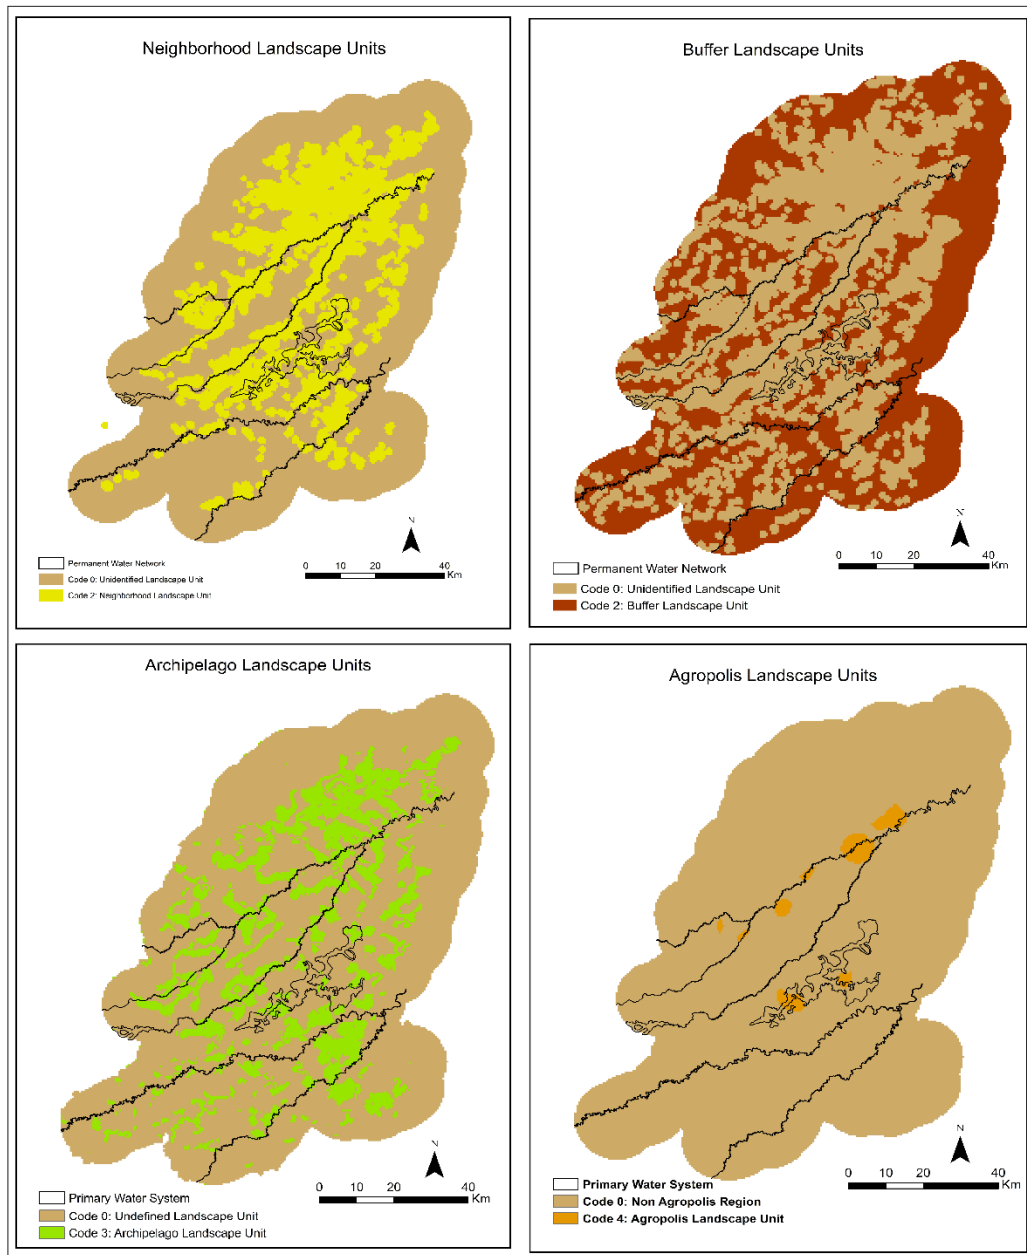 Neighborhood Landscape Units
N
Permanent Water Network
Code 0: Unidentified Landscape Unit
Code 2: Neighborhood Landscape Unit
0 10 20 40
Km
Buffer Landscape Units
N
Permanent Water Network
Code 0: Unidentified Landscape Unit
Code 2: Buffer Landscape Unit
0 10 20 40
Km
Archipelago Landscape Units
N
Primary Water System
Code 0: Undefined Landscape Unit
Code 3: Archipelago Landscape Unit
0 10 20 40
Km
Agropolis Landscape Units
N
Primary Water System
Code 0: Non Agropolis Region
Code 4: Agropolis Landscape Unit
0 10 20 40
Km